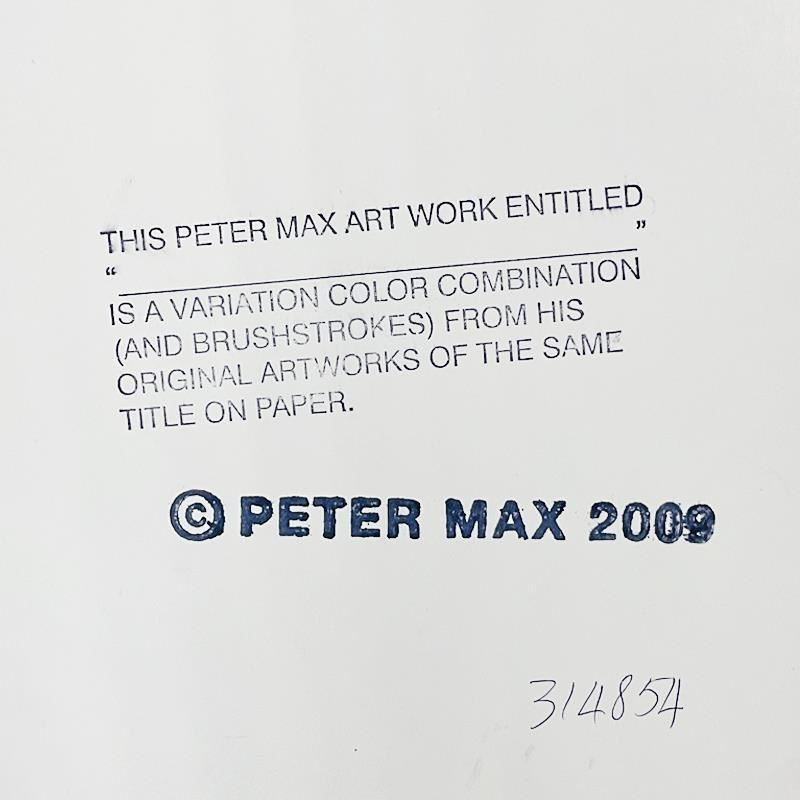 THIS PETER MAX ART WORK ENTITLED
“ ”
IS A VARIATION COLOR COMBINATION
(AND BRUSHSTROKES) FROM HIS
ORIGINAL ARTWORKS OF THE SAME
TITLE ON PAPER.
© PETER MAX 2009
314854